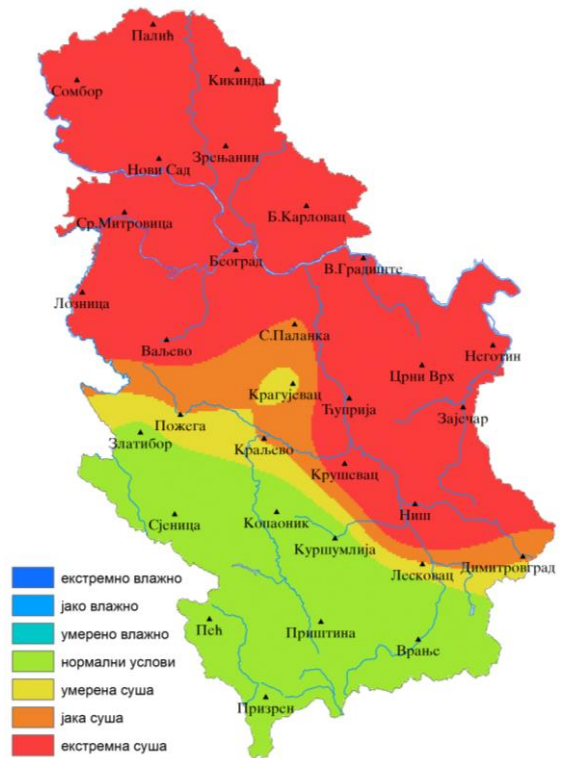 Палић
Кикинда
Сомбор
Зрењанин
Нови Сад
Б.Карловац
Ср.Митровица
Београд
В.Градиште
Лозница
С.Паланка
Ваљево
Неготин
Црни Врх
Крагујевац
Ћуприја
Зајечар
Пожега
Златибор
Краљево
Крушевац
Ниш
Сјеница
Копаоник
Куршумлија
Димитровград
Лесковац
Пећ
Приштина
Врање
Призрен
екстремно влажно
јако влажно
умерено влажно
нормални услови
умерена суша
јака суша
екстремна суша